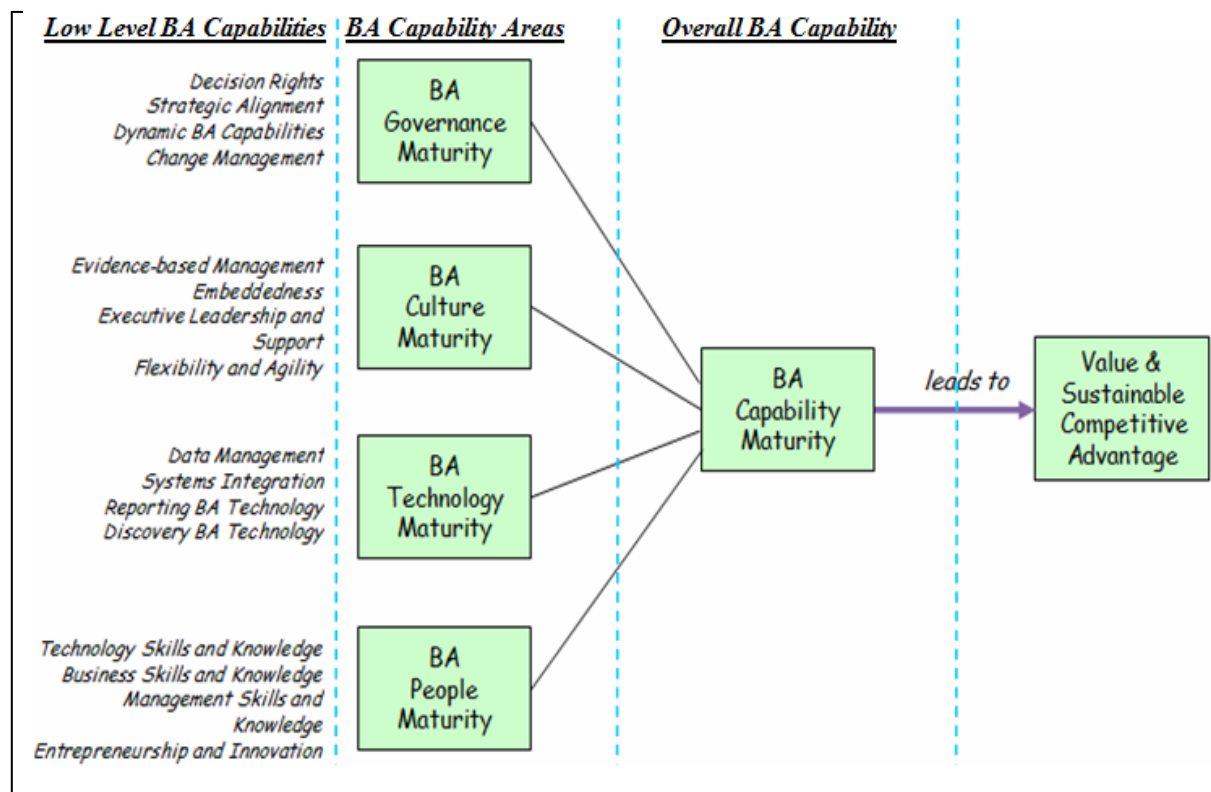 Low Level BA Capabilities
BA Capability Areas
Overall BA Capability
Decision Rights
Strategic Alignment
Dynamic BA Capabilities
Change Management
BA
Governance
Maturity
Evidence-based Management
Embeddedness
Executive Leadership and
Support
Flexibility and Agility
BA
Culture
Maturity
Data Management
Systems Integration
Reporting BA Technology
Discovery BA Technology
BA
Technology
Maturity
Technology Skills and Knowledge
Business Skills and Knowledge
Management Skills and
Knowledge
Entrepreneurship and Innovation
BA
People
Maturity
BA
Capability
Maturity
leads to
Value &
Sustainable
Competitive
Advantage